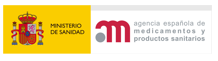 MINISTERIO
DE SANIDAD
agencia española de
medicamentos y
productos sanitarios